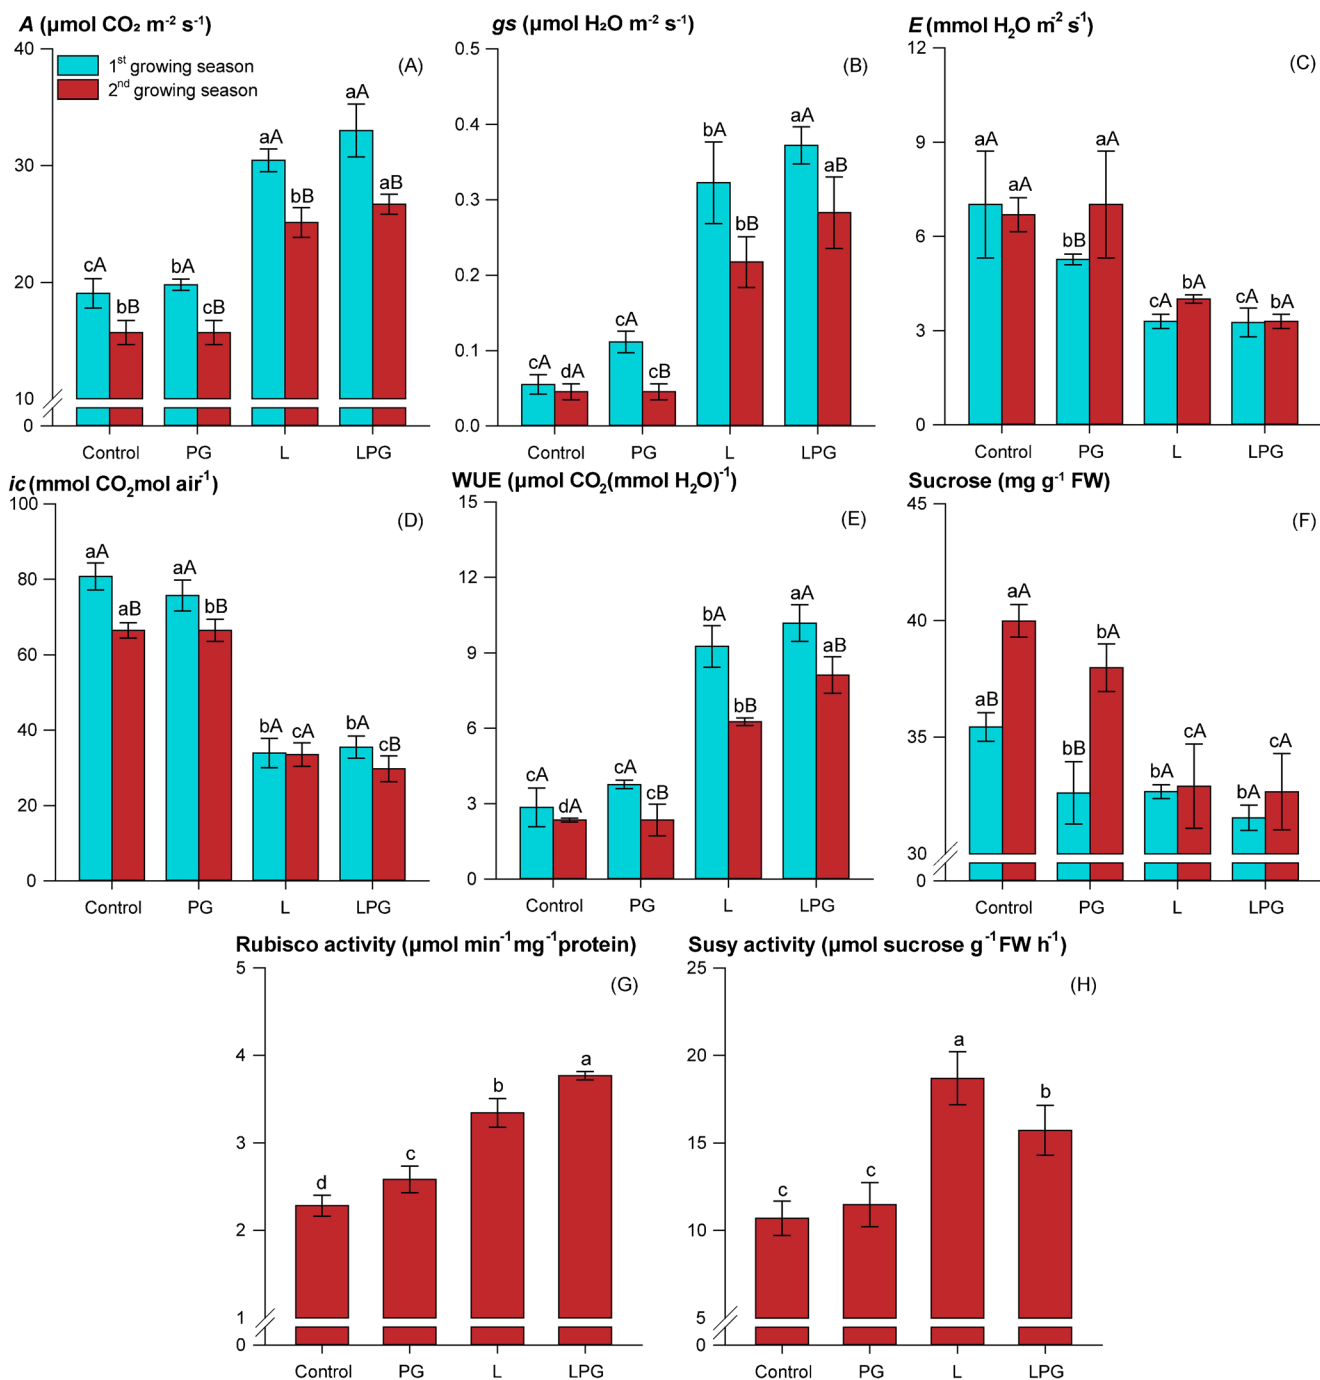 A (µmol CO₂ m⁻² s⁻¹)
gs (µmol H₂O m⁻² s⁻¹)
E (mmol H₂O m⁻² s⁻¹)
40
30
20
10
0
1st growing season
2nd growing season
(A)
cA
bB
bA
cB
aA
bB
aA
aB
Control PG L LPG
0.5
0.4
0.3
0.2
0.1
0.0
(B)
cA
dA
cA
cB
bA
bB
aA
aB
Control PG L LPG
12
9
6
3
0
(C)
aA
aA
bB
aA
cA
bA
cA
bA
Control PG L LPG
ic (mmol CO₂mol air⁻¹)
WUE (µmol CO₂(mmol H₂O)⁻¹)
Sucrose (mg g⁻¹ FW)
100
80
60
40
20
0
(D)
aA
aB
aA
bB
bA
cA
bA
cB
Control PG L LPG
15
12
9
6
3
0
(E)
cA
dA
cA
cB
bA
bB
aA
aB
Control PG L LPG
45
40
35
30
0
(F)
aB
aA
bB
bA
bA
cA
bA
cA
Control PG L LPG
Rubisco activity (µmol min⁻¹mg⁻¹protein)
Susy activity (µmol sucrose g⁻¹FW h⁻¹)
5
4
3
2
1
0
(G)
d
c
b
a
Control PG L LPG
25
20
15
10
5
0
(H)
c
c
a
b
Control PG L LPG